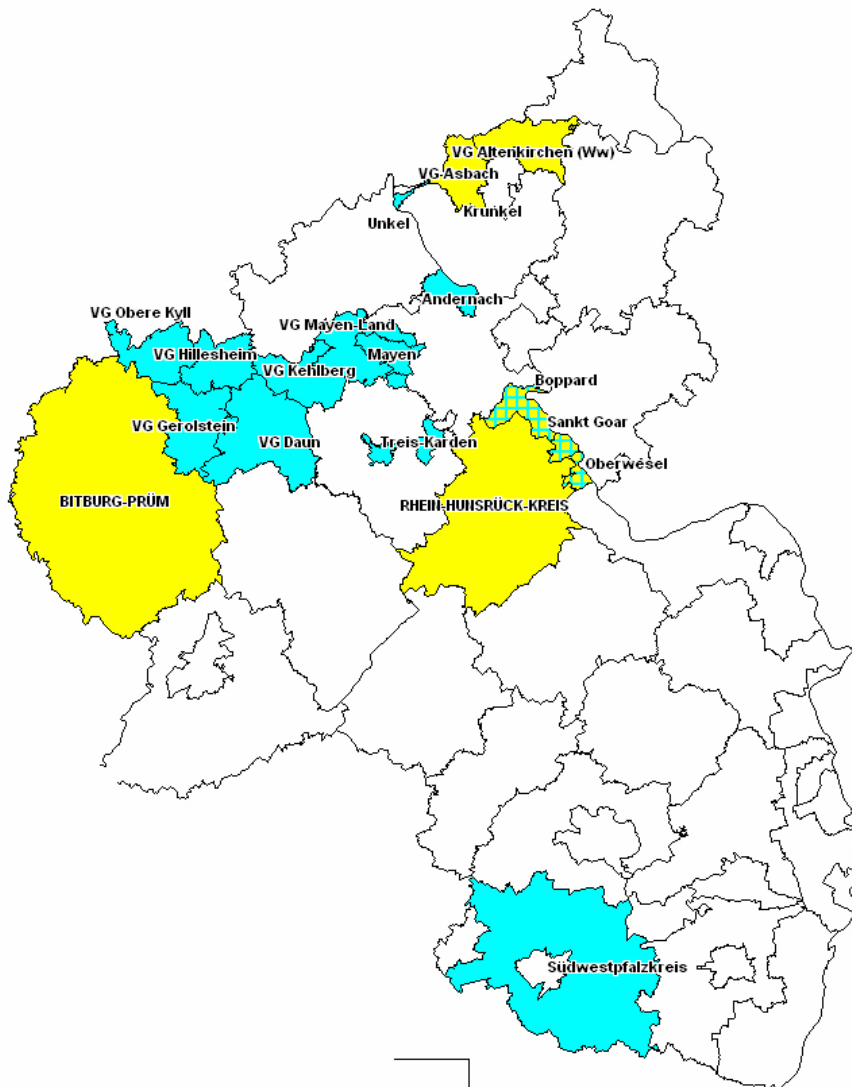 VG Altenkirchen (Ww)
VG Asbach
Krunkel
Unkel
Andernach
VG Obere Kyll
VG Mayen-Land
VG Hillesheim
Mayen
VG Kehlberg
Boppard
Sankt Goar
VG Gerolstein
VG Daun
Treis-Karden
Oberwesel
BITBURG-PRÜM
RHEIN-HUNSRÜCK-KREIS
Südwestpfalzkreis